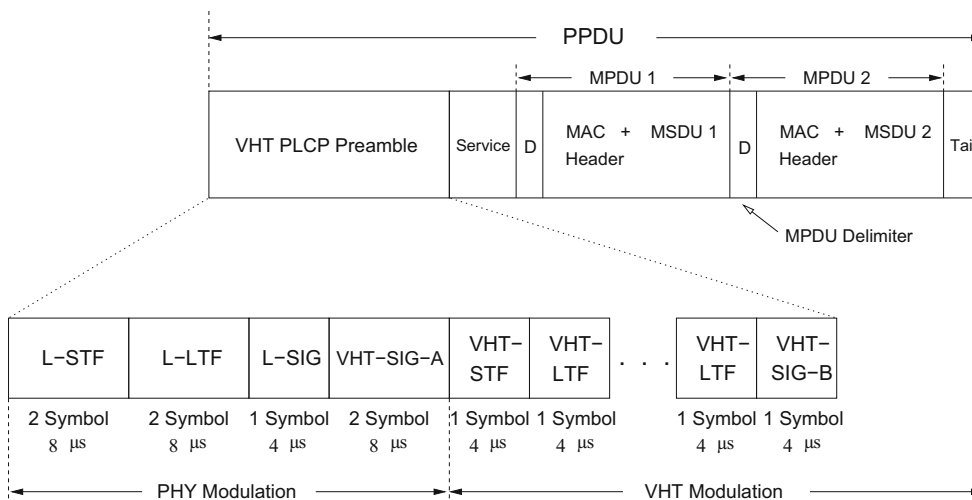 PPDU
MPDU 1 MPDU 2
VHT PLCP Preamble Service D MAC + MSDU 1 Header D MAC + MSDU 2 Header Tai
MPDU Delimiter
L-STF L-LTF L-SIG VHT-SIG-A VHT-STF VHT-LTF . . . VHT-LTF VHT-SIG-B
2 Symbol 2 Symbol 1 Symbol 2 Symbol 1 Symbol 1 Symbol 1 Symbol 1 Symbol
8 µs 8 µs 4 µs 8 µs 4 µs 4 µs 4 µs 4 µs
PHY Modulation VHT Modulation